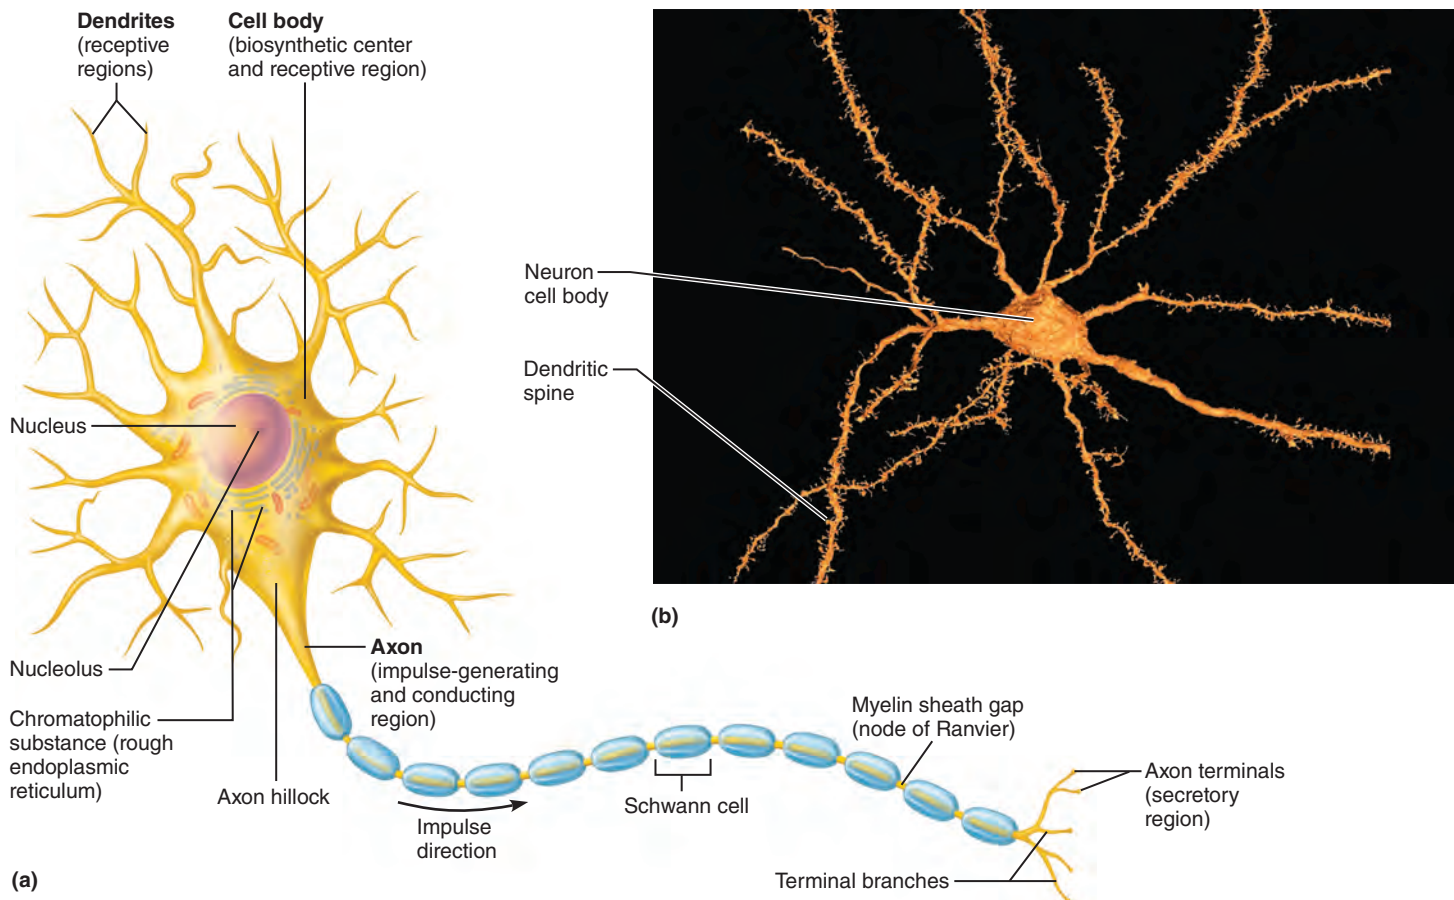 Dendrites
(receptive
regions)
Cell body
(biosynthetic center
and receptive region)
Neuron
cell body
Dendritic
spine
Nucleus
(b)
Nucleolus
Axon
(impulse-generating
and conducting
region)
Chromatophilic
substance (rough
endoplasmic
reticulum)
Axon hillock
Impulse
direction
Schwann cell
Myelin sheath gap
(node of Ranvier)
Axon terminals
(secretory
region)
Terminal branches
(a)